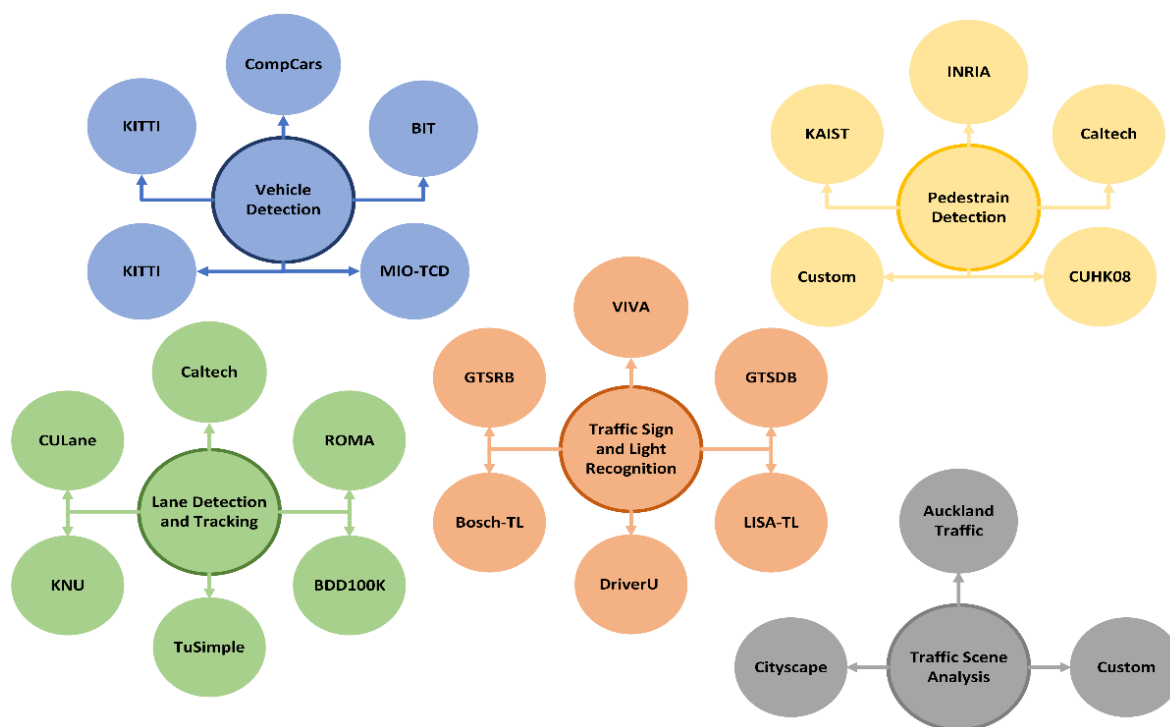 CompCars
KITTI
BIT
Vehicle
Detection
KITTI
MIO-TCD
INRIA
KAIST
Caltech
Pedestrain
Detection
Custom
CUHK08
Caltech
CULane
ROMA
Lane Detection
and Tracking
KNU
BDD100K
TuSimple
VIVA
GTSRB
GTSDB
Traffic Sign
and Light
Recognition
Bosch-TL
LISA-TL
DriverU
Auckland
Traffic
Cityscape
Traffic Scene
Analysis
Custom